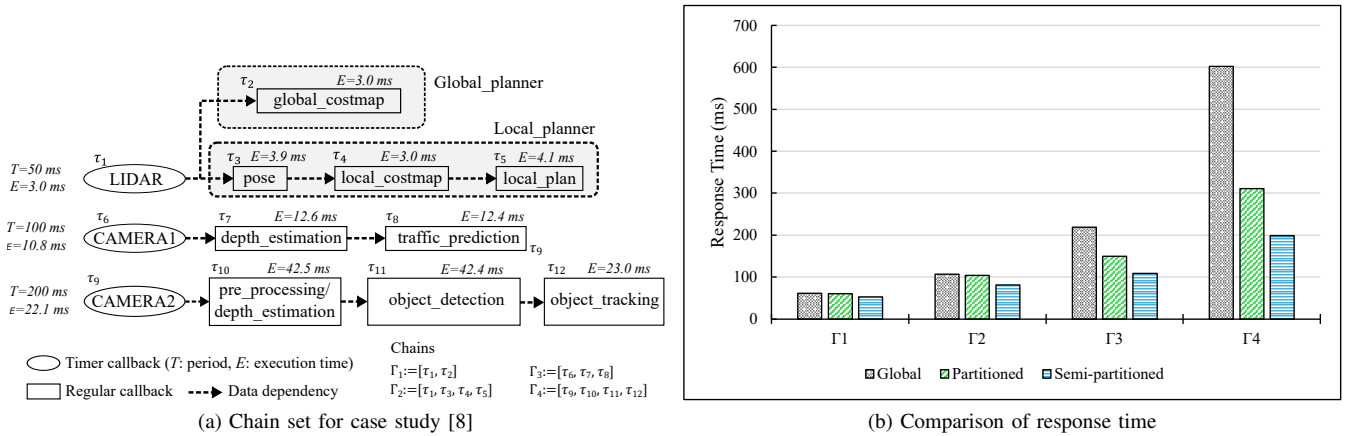 τ2
E=3.0 ms
global_costmap
Global_planner
Local_planner
τ1
T=50 ms
E=3.0 ms
LIDAR
τ3 E=3.9 ms
pose
τ4 E=3.0 ms
local_costmap
τ5 E=4.1 ms
local_plan
τ6
T=100 ms
ε=10.8 ms
CAMERA1
τ7 E=12.6 ms
depth_estimation
τ8 E=12.4 ms
traffic_prediction
τ9
τ9
T=200 ms
ε=22.1 ms
CAMERA2
τ10 E=42.5 ms
pre_processing/
depth_estimation
τ11 E=42.4 ms
object_detection
τ12 E=23.0 ms
object_tracking
Timer callback (T: period, E: execution time)
Regular callback
Data dependency
Chains
Γ1:=[τ1, τ2]
Γ2:=[τ1, τ3, τ4, τ5]
Γ3:=[τ6, τ7, τ8]
Γ4:=[τ9, τ10, τ11, τ12]
(a) Chain set for case study [8]
Response Time (ms)
700
600
500
400
300
200
100
0
Γ1 Γ2 Γ3 Γ4
Global Partitioned Semi-partitioned
(b) Comparison of response time